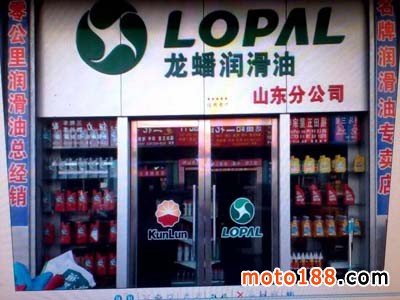 LOPAL
龙蟠润滑油
山东分公司
零公里润滑油总经销
名牌润滑油专卖店
KunLun
LOPAL
moto188.com